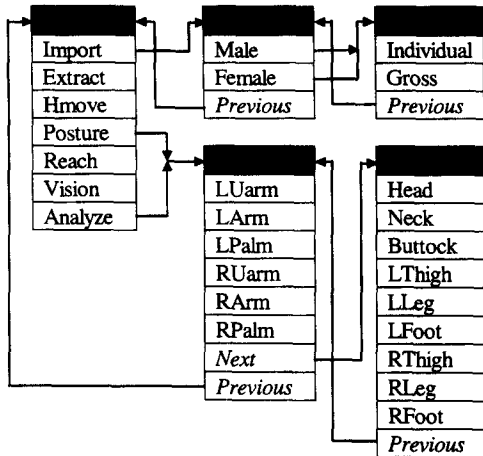 Import
Extract
Hmove
Posture
Reach
Vision
Analyze
Male
Female
Previous
Individual
Gross
Previous
LUarm
LArm
LPalm
RUarm
RArm
RPalm
Next
Previous
Head
Neck
Buttock
LThigh
LLeg
LFoot
RThigh
RLeg
RFoot
Previous